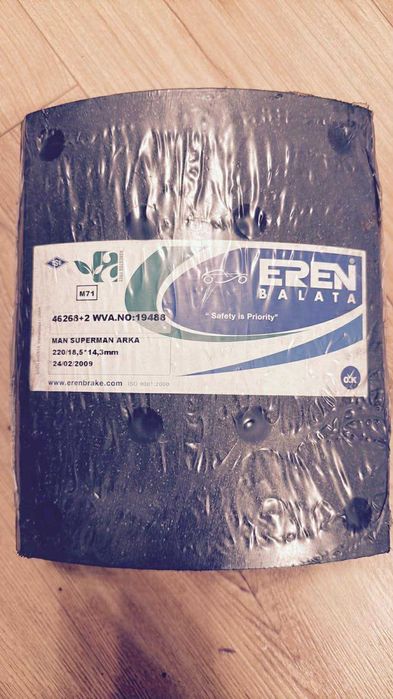 EREN®
BALATA
" Safety is Priority"
M71
46268+2 WVA.NO:19488
MAN SUPERMAN ARKA
220/18,5*14,3mm
24/02/2009
www.erenbrake.com ISO 9001:2000